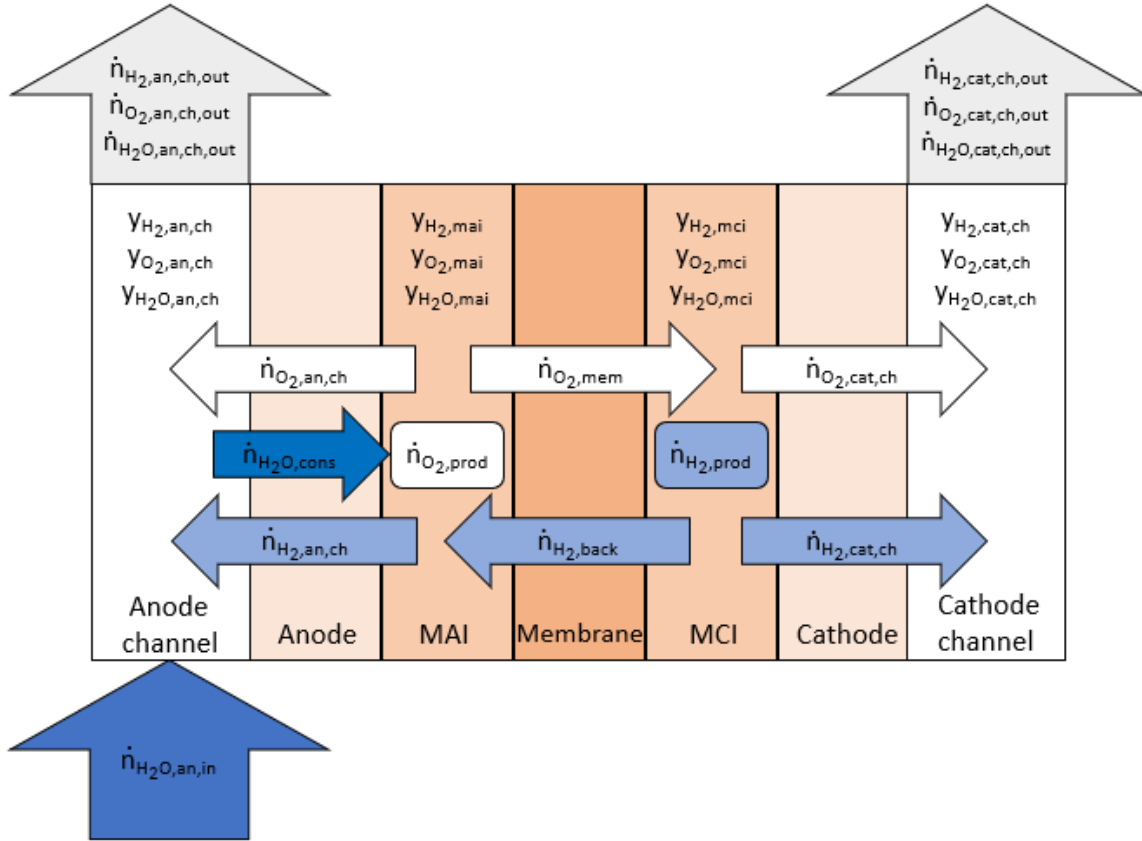 ṅH₂,an,ch,out
ṅO₂,an,ch,out
ṅH₂O,an,ch,out
ṅH₂,cat,ch,out
ṅO₂,cat,ch,out
ṅH₂O,cat,ch,out
yH₂,an,ch
yO₂,an,ch
yH₂O,an,ch
yH₂,mai
yO₂,mai
yH₂O,mai
yH₂,mci
yO₂,mci
yH₂O,mci
yH₂,cat,ch
yO₂,cat,ch
yH₂O,cat,ch
ṅO₂,an,ch
ṅO₂,mem
ṅO₂,cat,ch
ṅH₂O,cons
ṅO₂,prod
ṅH₂,prod
ṅH₂,an,ch
ṅH₂,back
ṅH₂,cat,ch
Anode
channel
Anode
MAI
Membrane
MCI
Cathode
Cathode
channel
ṅH₂O,an,in